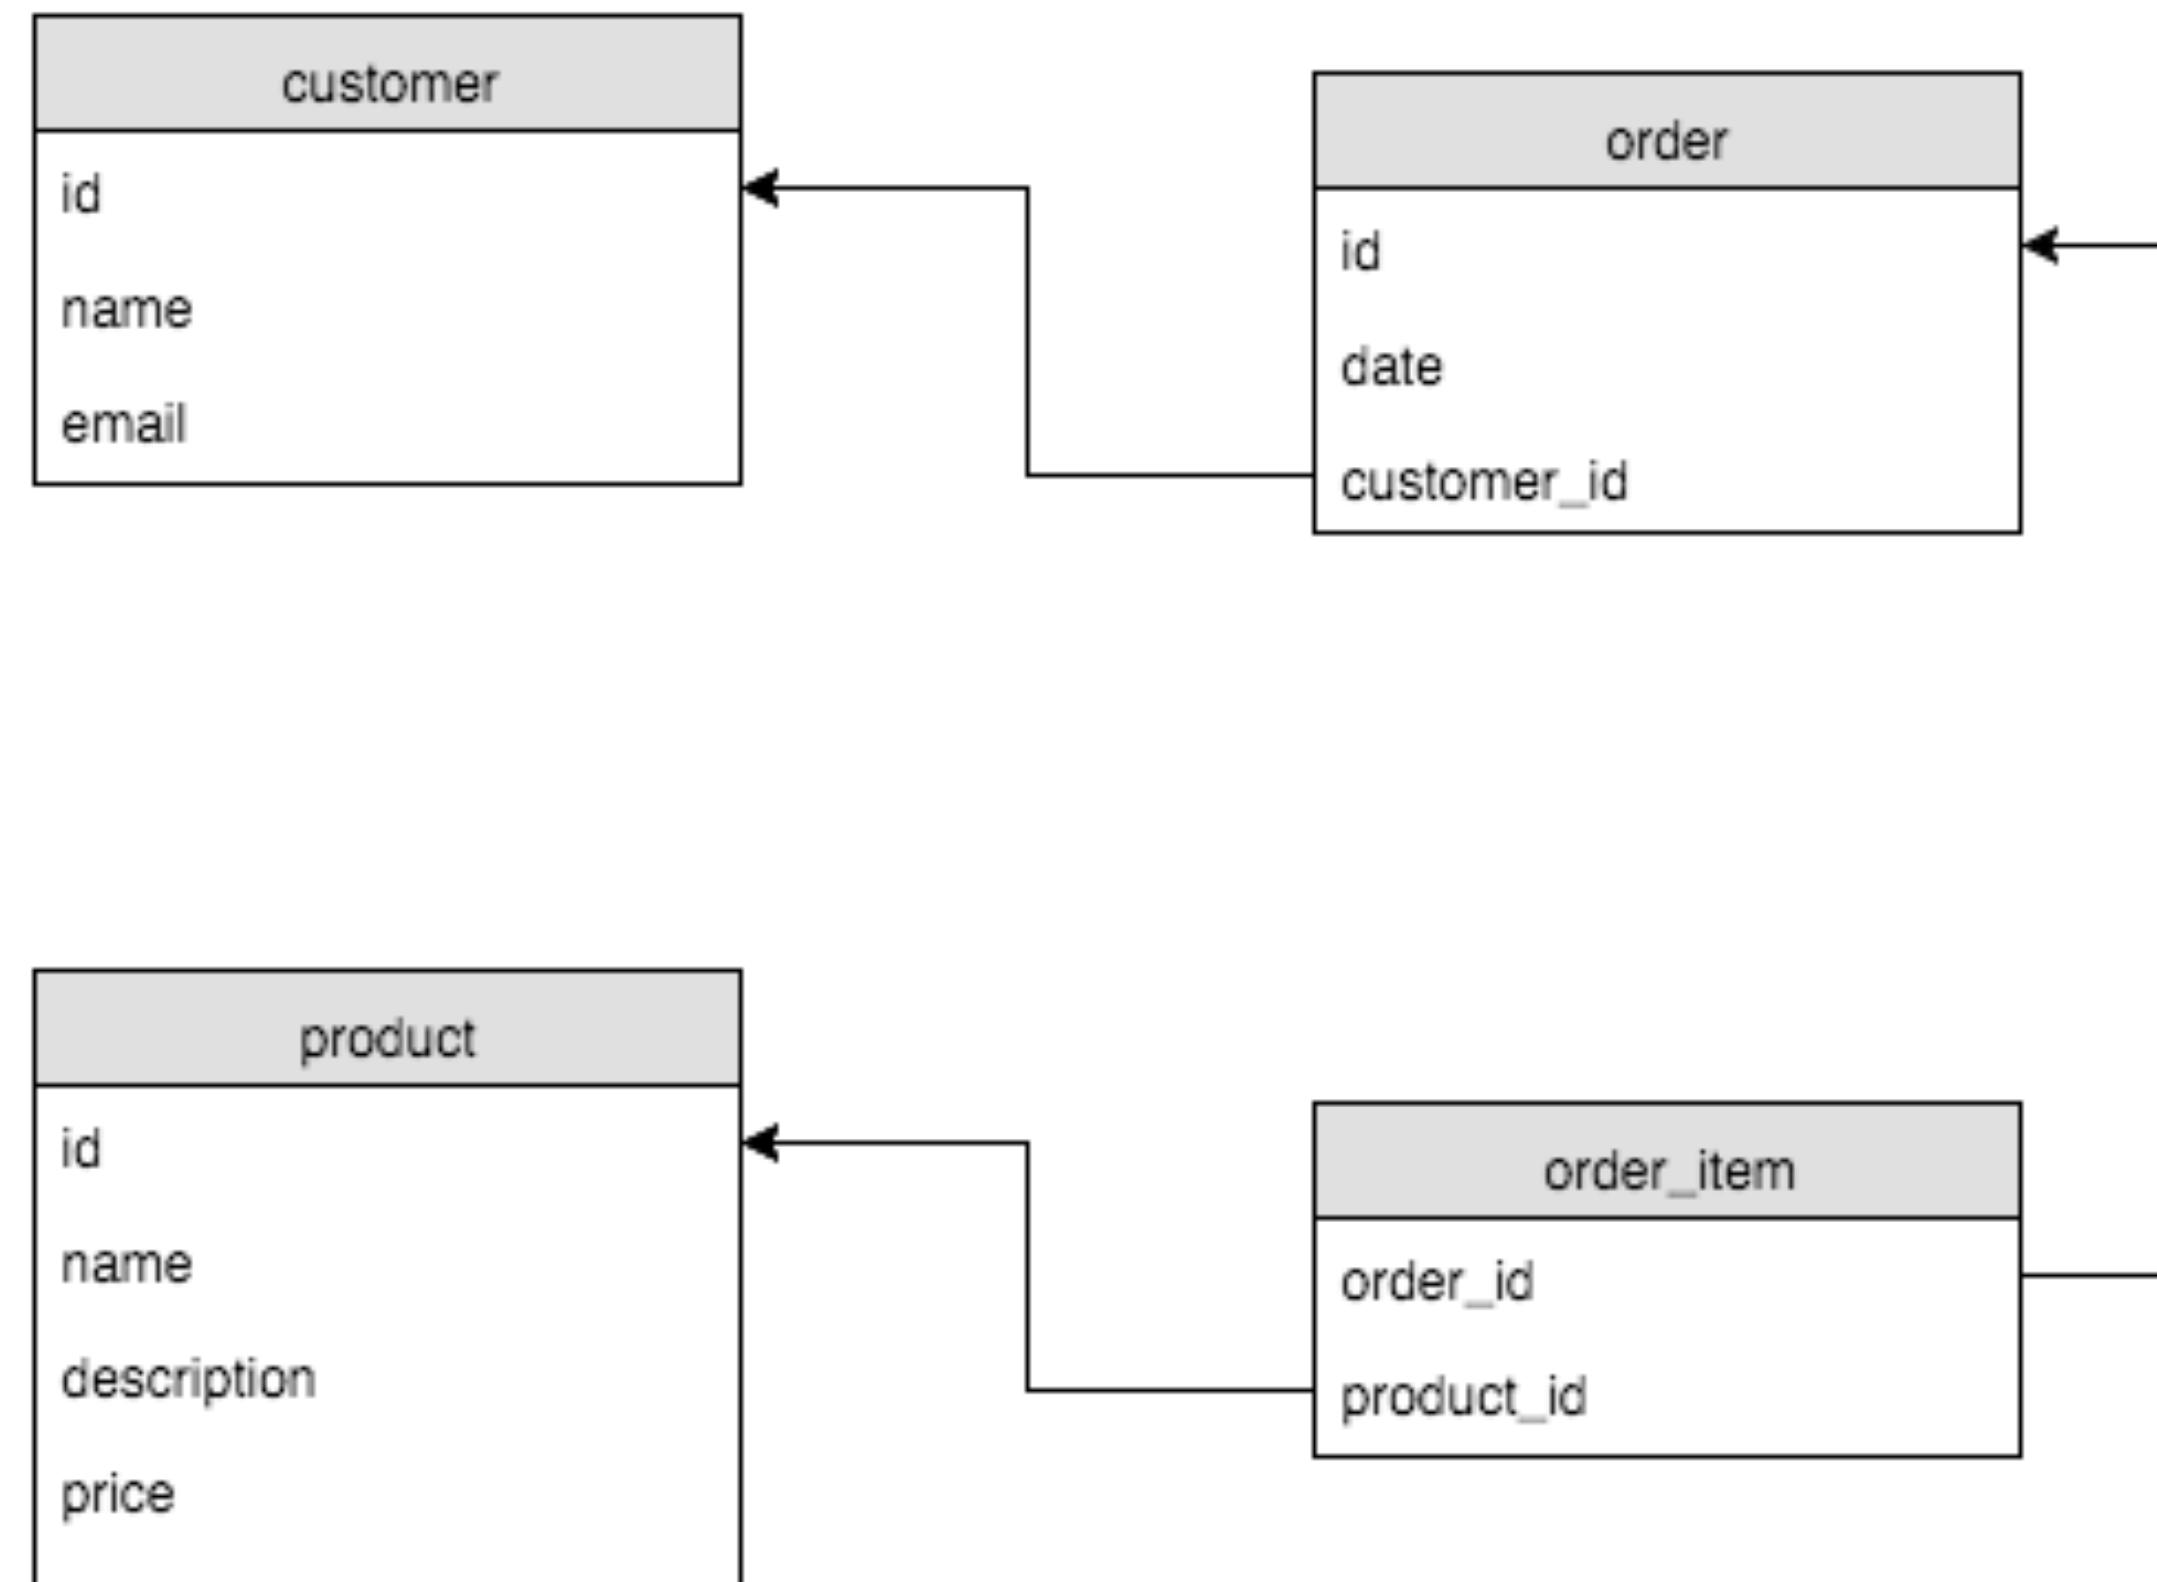 customer
id
name
email
order
id
date
customer_id
product
id
name
description
price
order_item
order_id
product_id